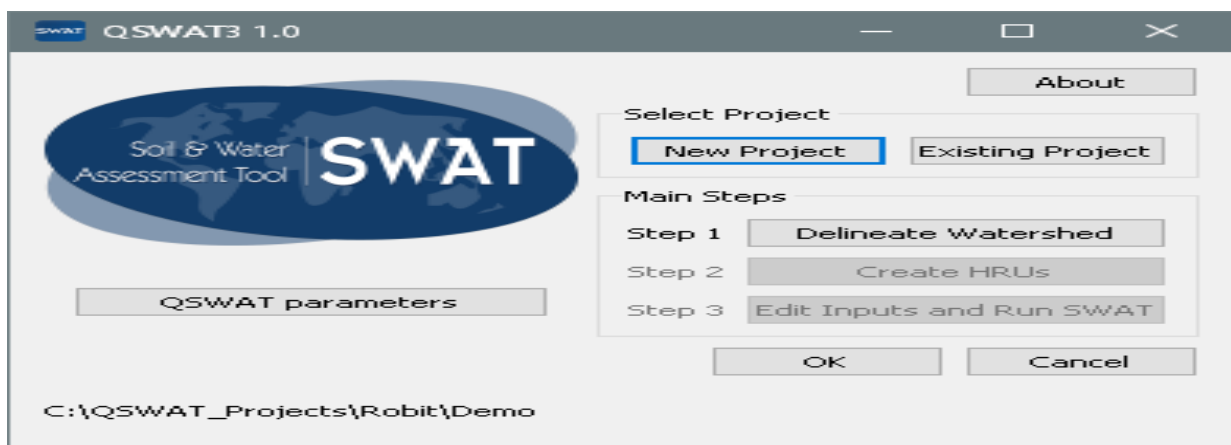 SWAT QSWAT3 1.0
About
Select Project
New Project Existing Project
Soil & Water
Assessment Tool SWAT
Main Steps
Step 1 Delineate Watershed
Step 2 Create HRUs
QSWAT parameters
Step 3 Edit Inputs and Run SWAT
OK Cancel
C:\QSWAT_Projects\Robit\Demo